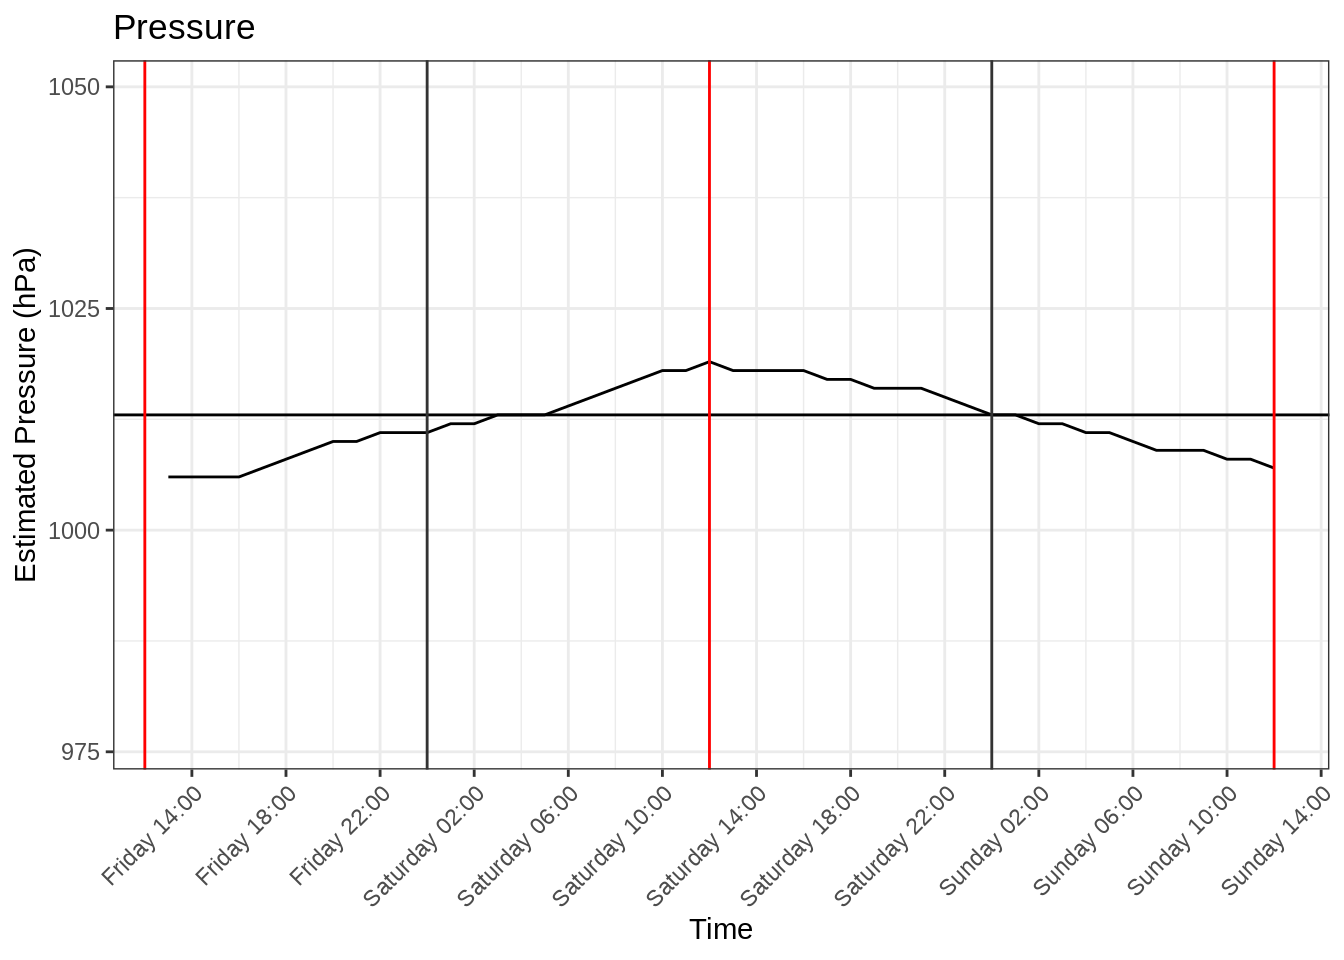 Pressure
1050
1025
1000
975
Estimated Pressure (hPa)
Friday 14:00
Friday 18:00
Friday 22:00
Saturday 02:00
Saturday 06:00
Saturday 10:00
Saturday 14:00
Saturday 18:00
Saturday 22:00
Sunday 02:00
Sunday 06:00
Sunday 10:00
Sunday 14:00
Time